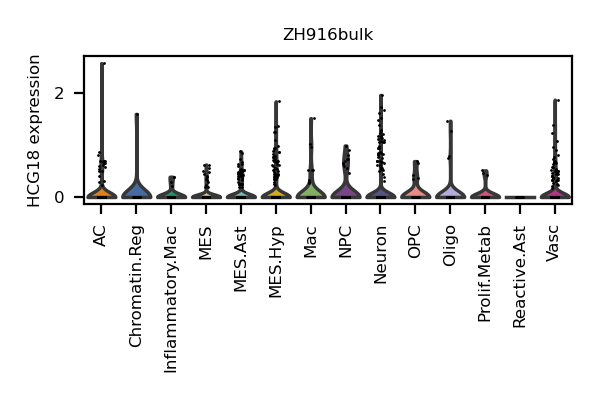 ZH916bulk
HCG18 expression
2
0
AC
Chromatin.Reg
Inflammatory.Mac
MES
MES.Ast
MES.Hyp
Mac
NPC
Neuron
OPC
Oligo
Prolif.Metab
Reactive.Ast
Vasc